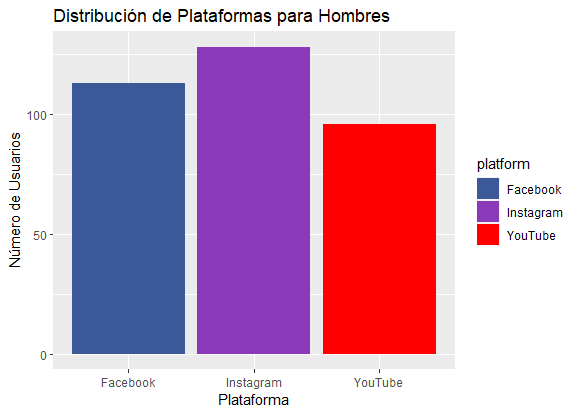 Distribución de Plataformas para Hombres
Número de Usuarios
100
50
0
Facebook
Instagram
YouTube
Plataforma
platform
Facebook
Instagram
YouTube